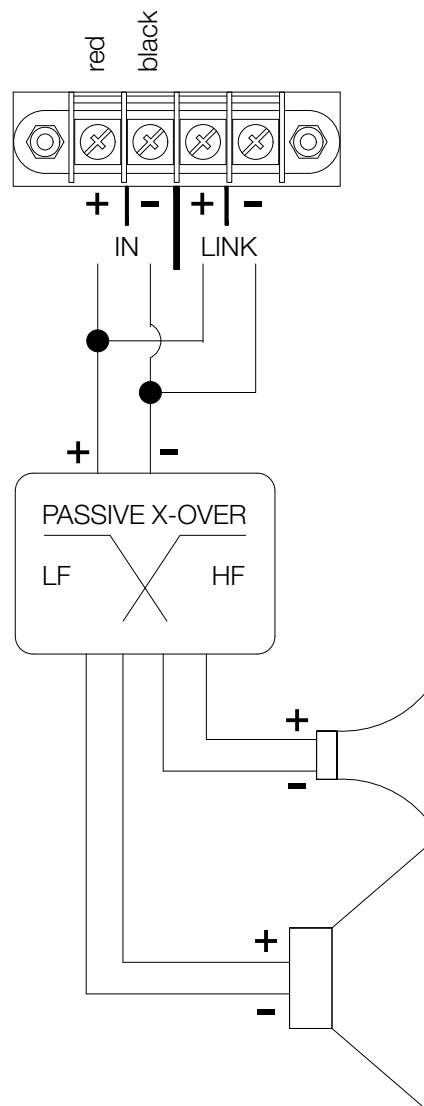 red black
+ - + -
IN LINK
+ -
PASSIVE X-OVER
LF HF
+
-
+
-